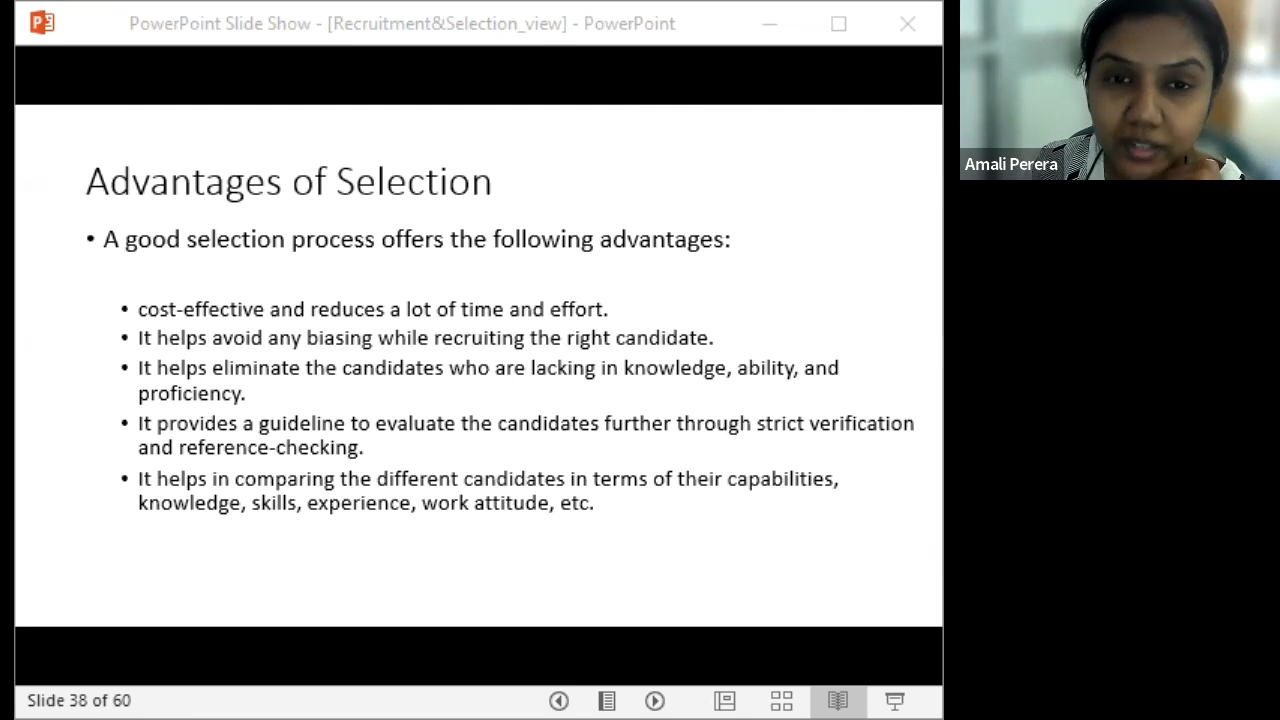 PowerPoint Slide Show - [Recruitment&Selection_view] - PowerPoint
Amali Perera
Advantages of Selection
• A good selection process offers the following advantages:
• cost-effective and reduces a lot of time and effort.
• It helps avoid any biasing while recruiting the right candidate.
• It helps eliminate the candidates who are lacking in knowledge, ability, and
proficiency.
• It provides a guideline to evaluate the candidates further through strict verification
and reference-checking.
• It helps in comparing the different candidates in terms of their capabilities,
knowledge, skills, experience, work attitude, etc.
Slide 38 of 60